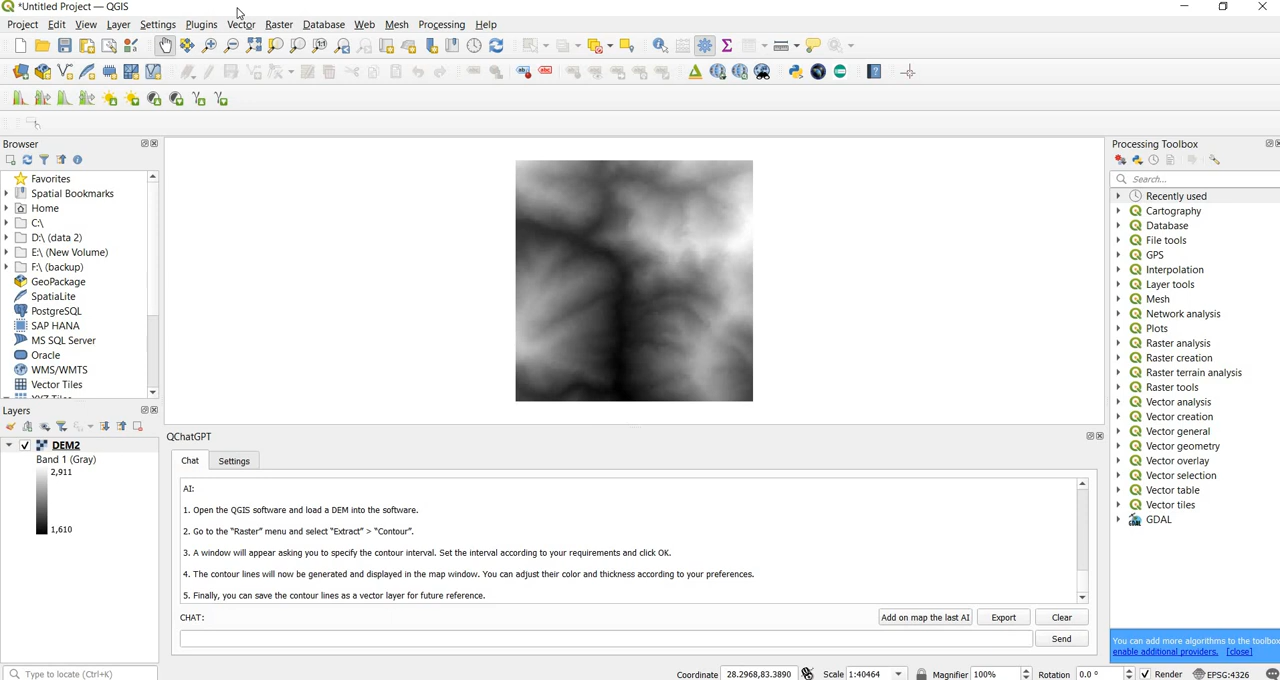 *Untitled Project — QGIS
Project Edit View Layer Settings Plugins Vector Raster Database Web Mesh Processing Help
Browser
Favorites
Spatial Bookmarks
Home
C:\
D:\ (data 2)
E:\ (New Volume)
F:\ (backup)
GeoPackage
SpatiaLite
PostgreSQL
SAP HANA
MS SQL Server
Oracle
WMS/WMTS
Vector Tiles
Layers
DEM2
Band 1 (Gray)
2,911
1,610
Type to locate (Ctrl+K)
QChatGPT
Chat Settings
AI:
1. Open the QGIS software and load a DEM into the software.
2. Go to the "Raster" menu and select "Extract" > "Contour".
3. A window will appear asking you to specify the contour interval. Set the interval according to your requirements and click OK.
4. The contour lines will now be generated and displayed in the map window. You can adjust their color and thickness according to your preferences.
5. Finally, you can save the contour lines as a vector layer for future reference.
CHAT:
Add on map the last AI Export Clear
Send
Processing Toolbox
Search...
Recently used
Cartography
Database
File tools
GPS
Interpolation
Layer tools
Mesh
Network analysis
Plots
Raster analysis
Raster creation
Raster terrain analysis
Raster tools
Vector analysis
Vector creation
Vector general
Vector geometry
Vector overlay
Vector selection
Vector table
Vector tiles
GDAL
You can add more algorithms to the toolbox
enable additional providers. [close]
Coordinate 28.2968,83.3890 Scale 1:40464 Magnifier 100% Rotation 0.0 ° Render EPSG:4326